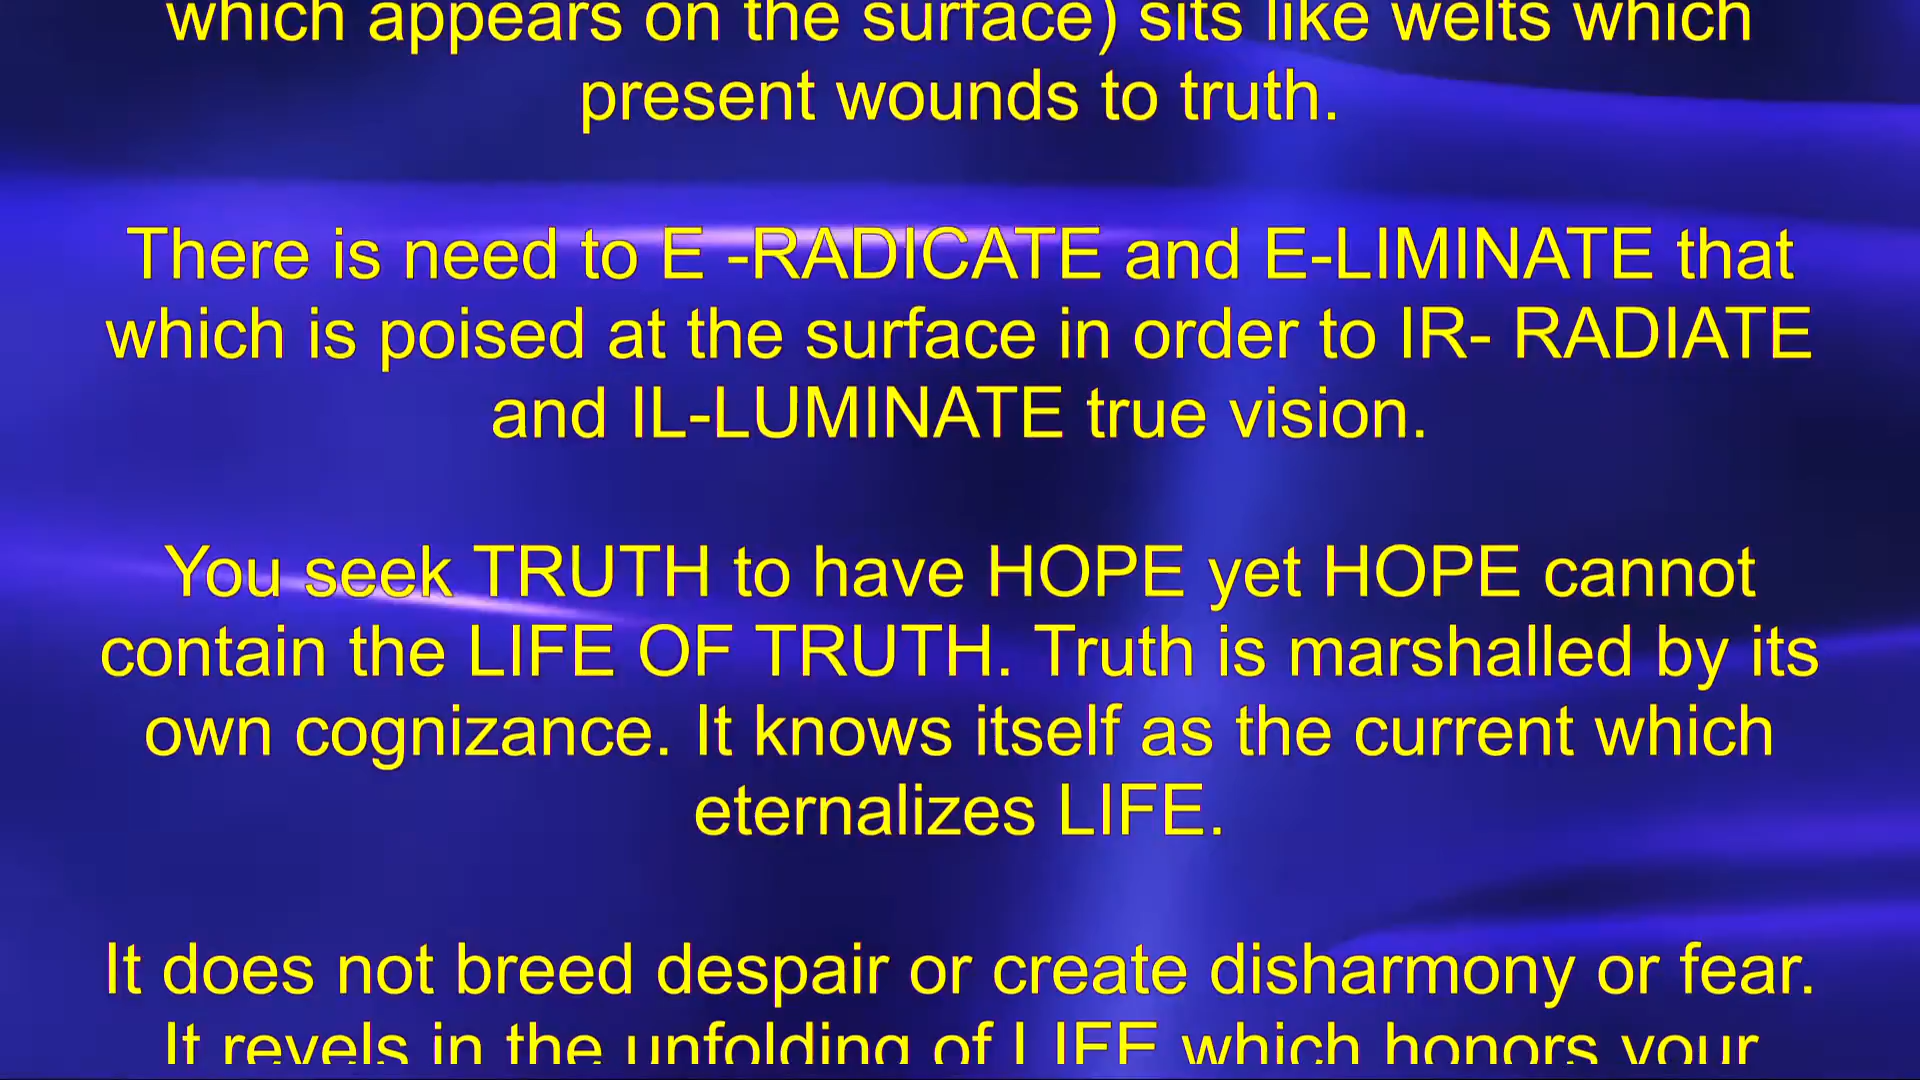 which appears on the surface) sits like welts which
present wounds to truth.
There is need to E -RADICATE and E-LIMINATE that
which is poised at the surface in order to IR- RADIATE
and IL-LUMINATE true vision.
You seek TRUTH to have HOPE yet HOPE cannot
contain the LIFE OF TRUTH. Truth is marshalled by its
own cognizance. It knows itself as the current which
eternalizes LIFE.
It does not breed despair or create disharmony or fear.
It revels in the unfolding of LIFE which honors your